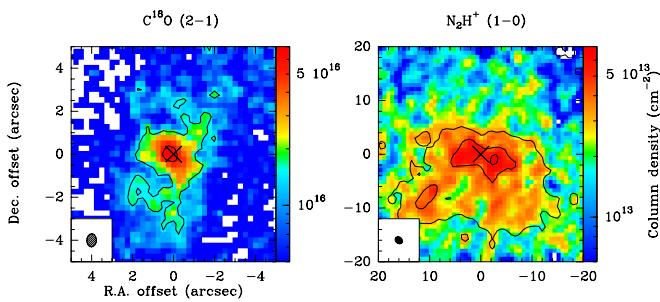 C¹⁸O (2−1)
N₂H⁺ (1−0)
Dec. offset (arcsec)
4
2
0
−2
−4
4 2 0 −2 −4
R.A. offset (arcsec)
5 10¹⁶
10¹⁶
20
10
0
−10
−20
20 10 0 −10 −20
5 10¹³
10¹³
Column density (cm⁻²)